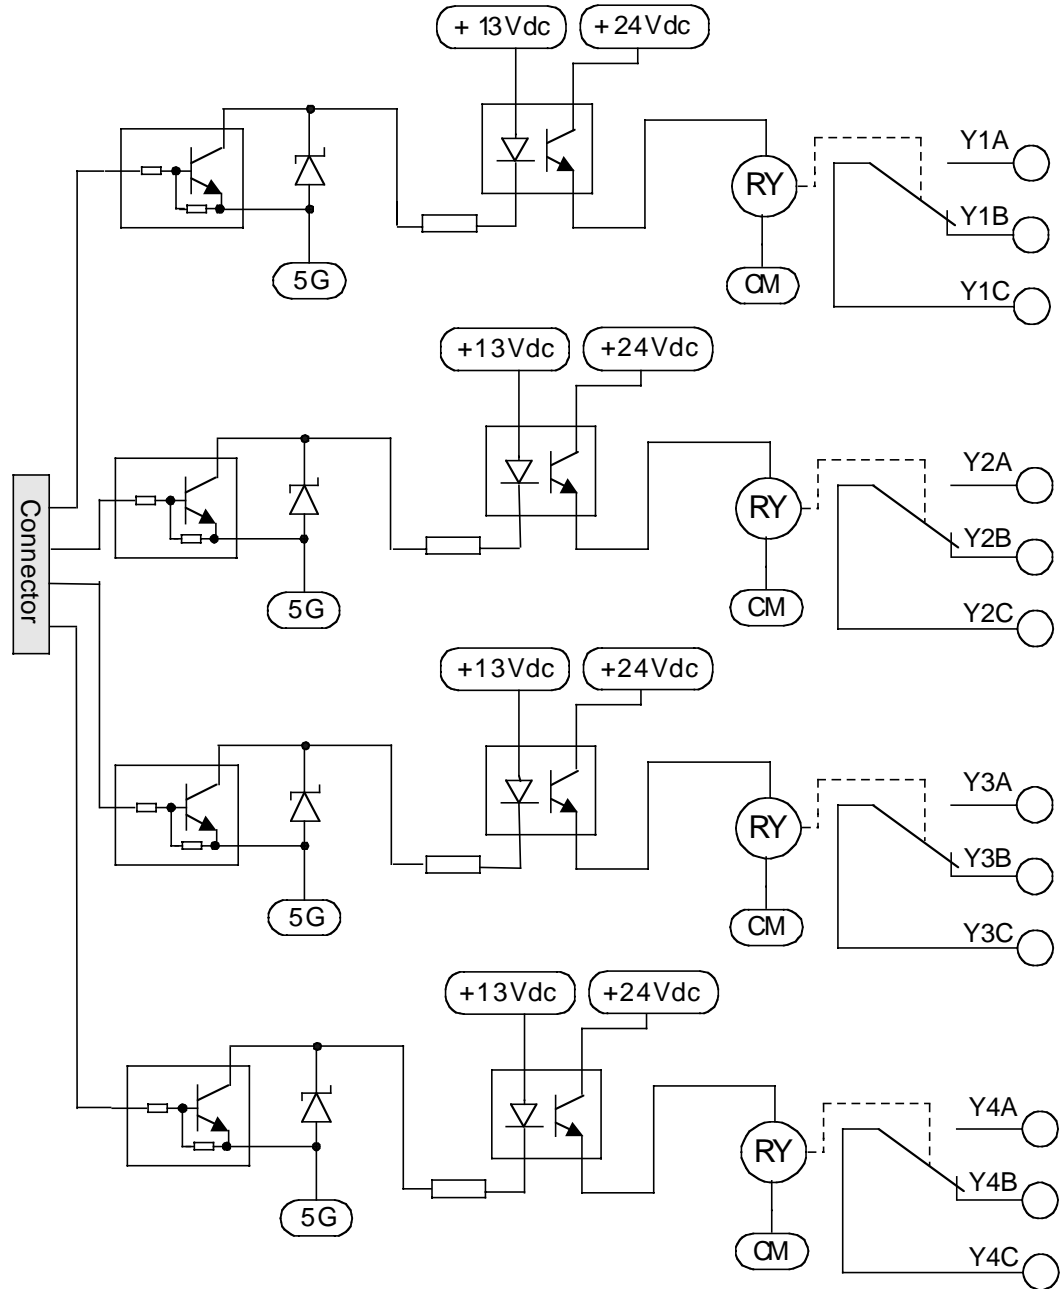 + 13Vdc
+24Vdc
Y1A
RY
Y1B
5G
CM
Y1C
+13Vdc
+24Vdc
Y2A
RY
Connector
Y2B
5G
CM
Y2C
+13Vdc
+24Vdc
Y3A
RY
Y3B
5G
CM
Y3C
+13Vdc
+24Vdc
Y4A
RY
Y4B
5G
CM
Y4C